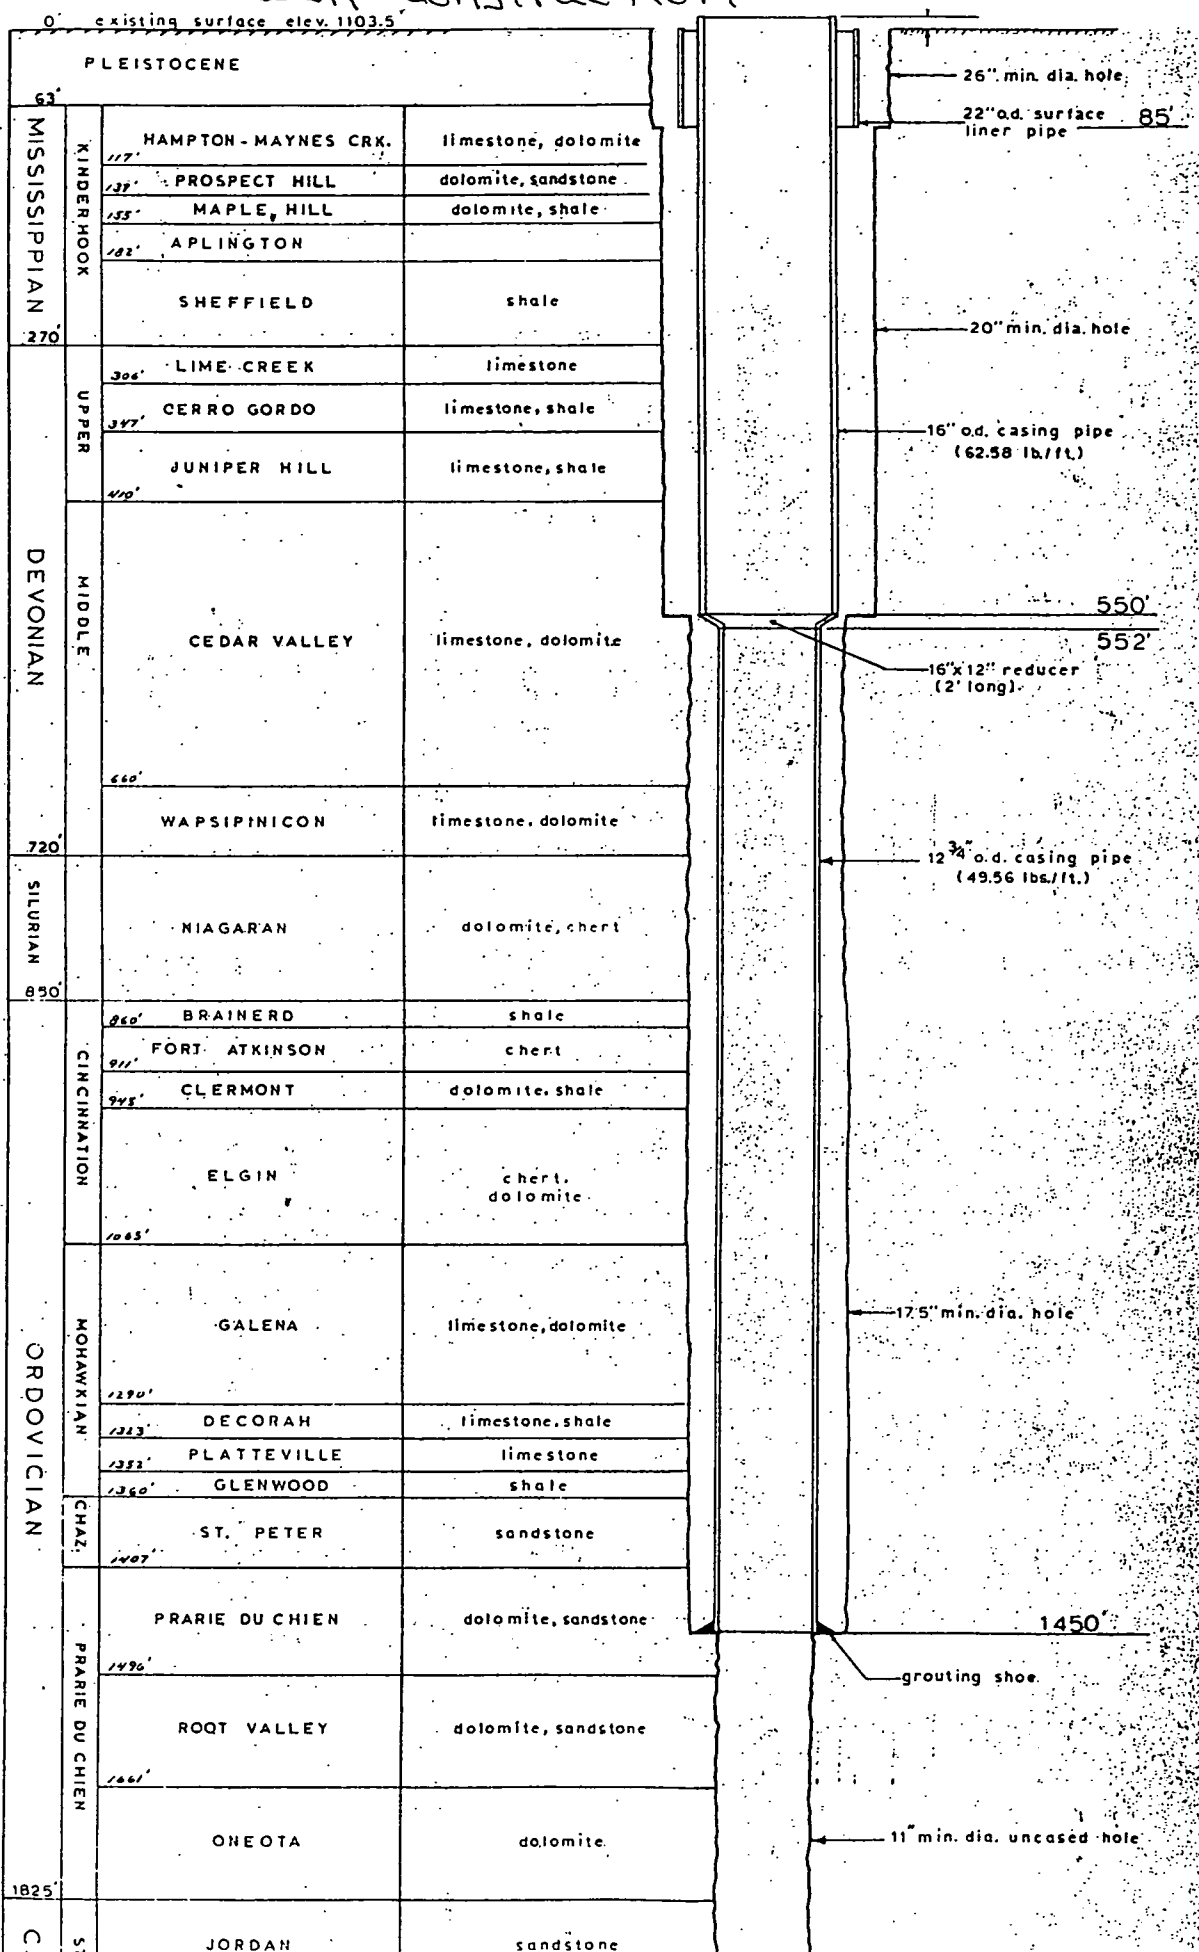 0' existing surface elev. 1103.5'
PLEISTOCENE
63'
MISSISSIPPIAN
KINDERHOOK
HAMPTON-MAYNES CRK. limestone, dolomite
117'
PROSPECT HILL dolomite, sandstone
139'
MAPLE HILL dolomite, shale
155'
APLINGTON
182'
SHEFFIELD shale
270'
DEVONIAN
UPPER
LIME CREEK limestone
306'
CERRO GORDO limestone, shale
347'
JUNIPER HILL limestone, shale
410'
MIDDLE
CEDAR VALLEY limestone, dolomite
660'
WAPSIPINICON limestone, dolomite
720'
SILURIAN
NIAGARAN dolomite, chert
850'
ORDOVICIAN
CINCINNATION
BRAINERD shale
860'
FORT ATKINSON chert
911'
CLERMONT dolomite, shale
945'
ELGIN chert,
dolomite
1065'
MOHAWKIAN
GALENA limestone, dolomite
1290'
DECORAH limestone, shale
1323'
PLATTEVILLE limestone
1352'
GLENWOOD shale
1360'
CHAZ.
ST. PETER sandstone
1407'
PRARIE DU CHIEN
PRARIE DU CHIEN dolomite, sandstone
1496'
ROOT VALLEY dolomite, sandstone
1661'
ONEOTA dolomite
1825'
JORDAN sandstone
26" min. dia. hole
22" o.d. surface
liner pipe
85'
20" min. dia. hole
16" o.d. casing pipe
(62.58 lb./ft.)
550'
552'
16"x12" reducer
(2' long)
12 3/4" o.d. casing pipe
(49.56 lbs./ft.)
17.5" min. dia. hole
1450'
grouting shoe
11" min. dia. uncased hole